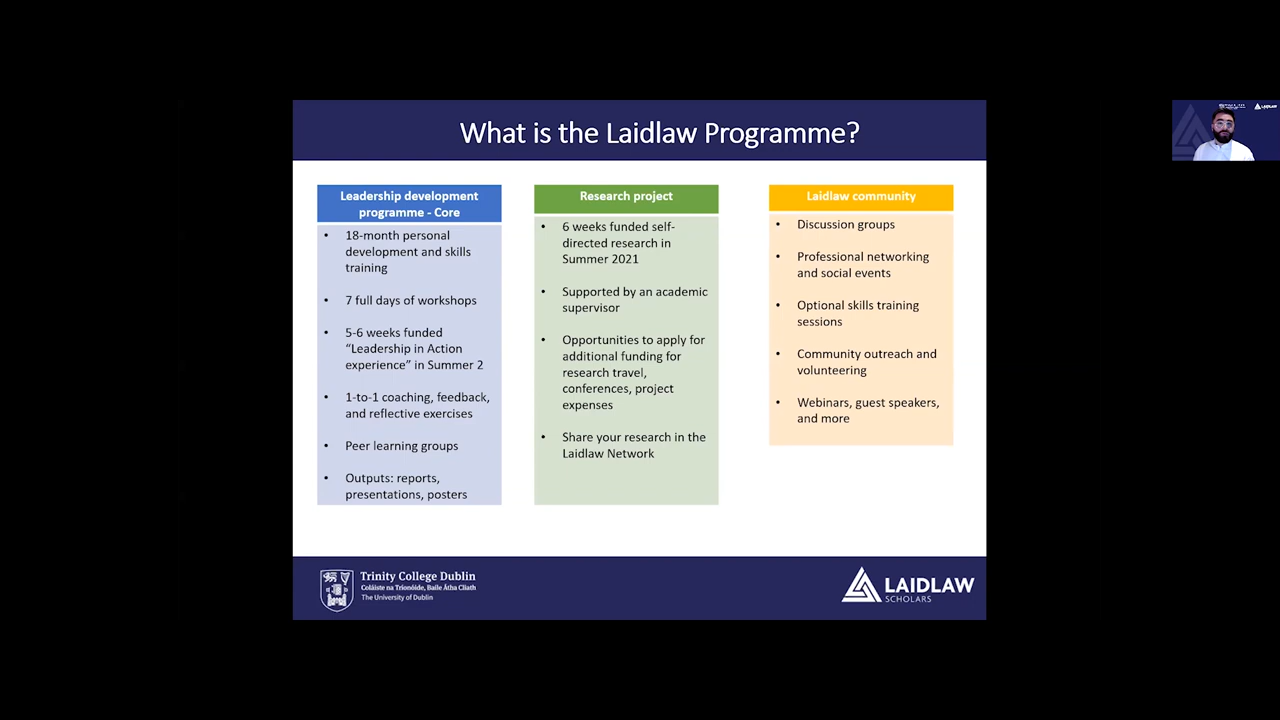 What is the Laidlaw Programme?
Leadership development
programme - Core
• 18-month personal
development and skills
training
• 7 full days of workshops
• 5-6 weeks funded
“Leadership in Action
experience” in Summer 2
• 1-to-1 coaching, feedback,
and reflective exercises
• Peer learning groups
• Outputs: reports,
presentations, posters
Research project
• 6 weeks funded self-
directed research in
Summer 2021
• Supported by an academic
supervisor
• Opportunities to apply for
additional funding for
research travel,
conferences, project
expenses
• Share your research in the
Laidlaw Network
Laidlaw community
• Discussion groups
• Professional networking
and social events
• Optional skills training
sessions
• Community outreach and
volunteering
• Webinars, guest speakers,
and more
Trinity College Dublin
Coláiste na Tríonóide, Baile Átha Cliath
The University of Dublin
LAIDLAW
SCHOLARS
LAIDLAW